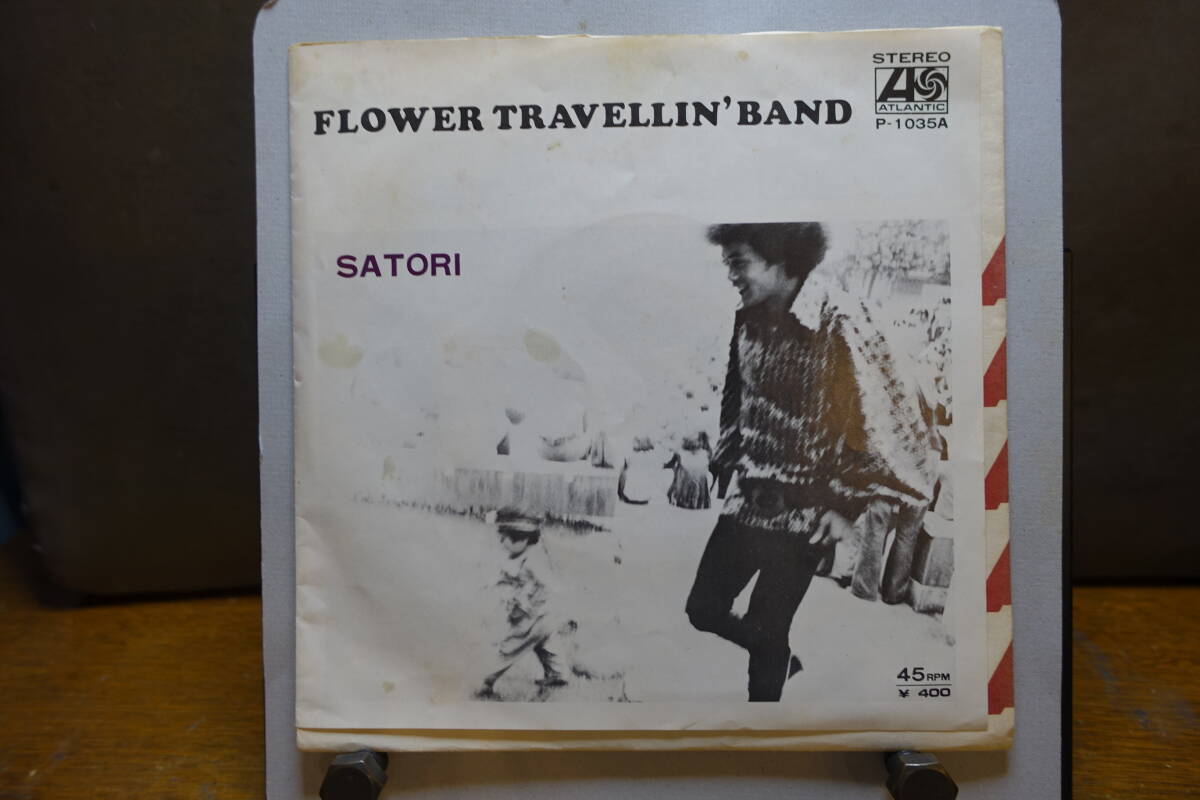 STEREO
ATLANTIC
P-1035A
FLOWER TRAVELLIN' BAND
SATORI
45RPM
¥ 400